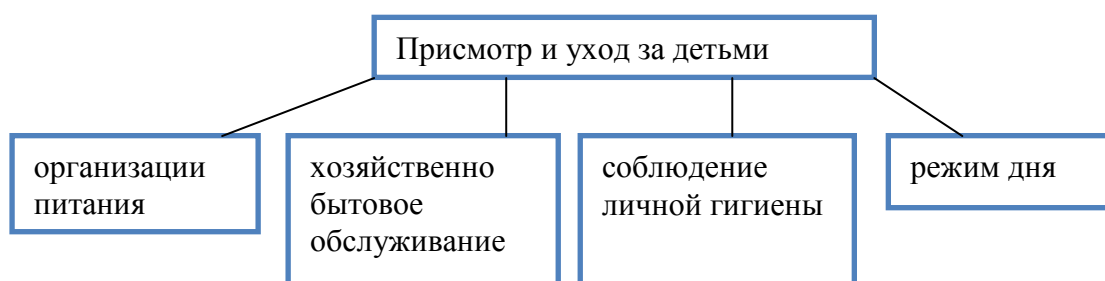 Присмотр и уход за детьми
организации
питания
хозяйственно
бытовое
обслуживание
соблюдение
личной гигиены
режим дня